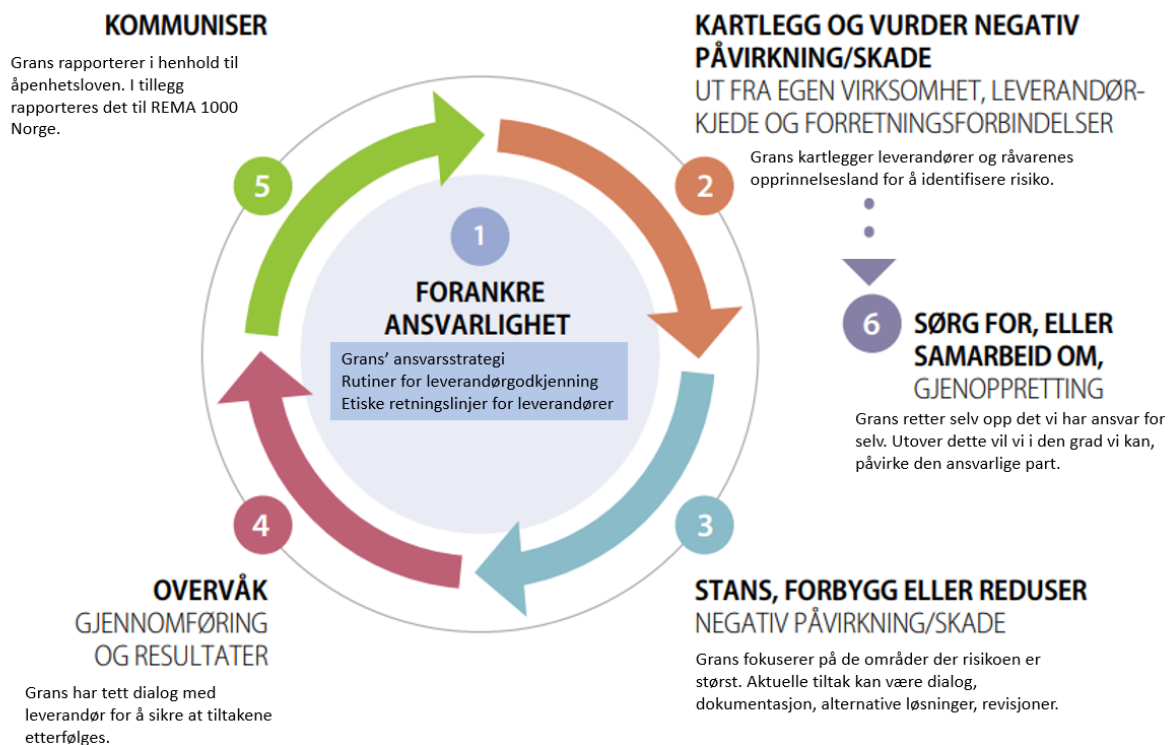 KOMMUNISER
Grans rapporterer i henhold til
åpenhetsloven. I tillegg
rapporteres det til REMA 1000
Norge.
5
KARTLEGG OG VURDER NEGATIV
PÅVIRKNING/SKADE
UT FRA EGEN VIRKSOMHET, LEVERANDØR-
KJEDE OG FORRETNINGSFORBINDELSER
Grans kartlegger leverandører og råvarenes
opprinnelsesland for å identifisere risiko.
2
1
FORANKRE
ANSVARLIGHET
Grans' ansvarsstrategi
Rutiner for leverandørgodkjenning
Etiske retningslinjer for leverandører
6
SØRG FOR, ELLER
SAMARBEID OM,
GJENOPPRETTING
Grans retter selv opp det vi har ansvar for
selv. Utover dette vil vi i den grad vi kan,
påvirke den ansvarlige part.
4
OVERVÅK
GJENNOMFØRING
OG RESULTATER
Grans har tett dialog med
leverandør for å sikre at tiltakene
etterfølges.
3
STANS, FORBYGG ELLER REDUSER
NEGATIV PÅVIRKNING/SKADE
Grans fokuserer på de områder der risikoen er
størst. Aktuelle tiltak kan være dialog,
dokumentasjon, alternative løsninger, revisjoner.